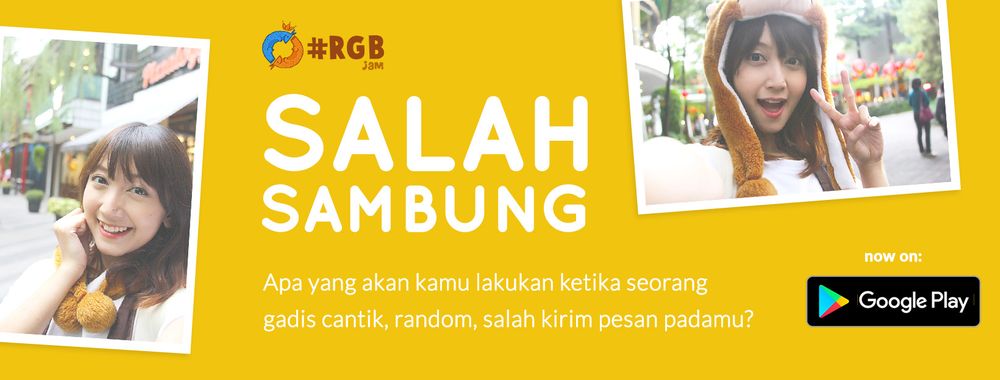 #RGB
Jam
SALAH
SAMBUNG
Apa yang akan kamu lakukan ketika seorang
gadis cantik, random, salah kirim pesan padamu?
now on:
Google Play